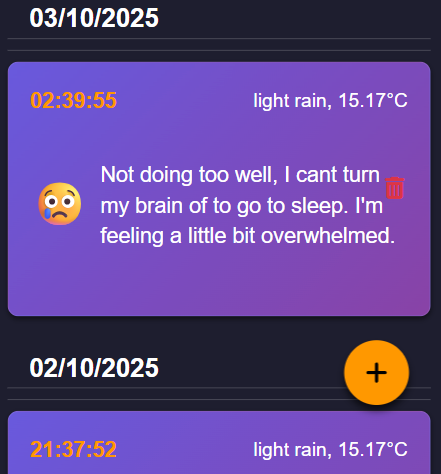 03/10/2025
02:39:55 light rain, 15.17°C
Not doing too well, I cant turn
my brain of to go to sleep. I'm
feeling a little bit overwhelmed.
02/10/2025
+
21:37:52 light rain, 15.17°C